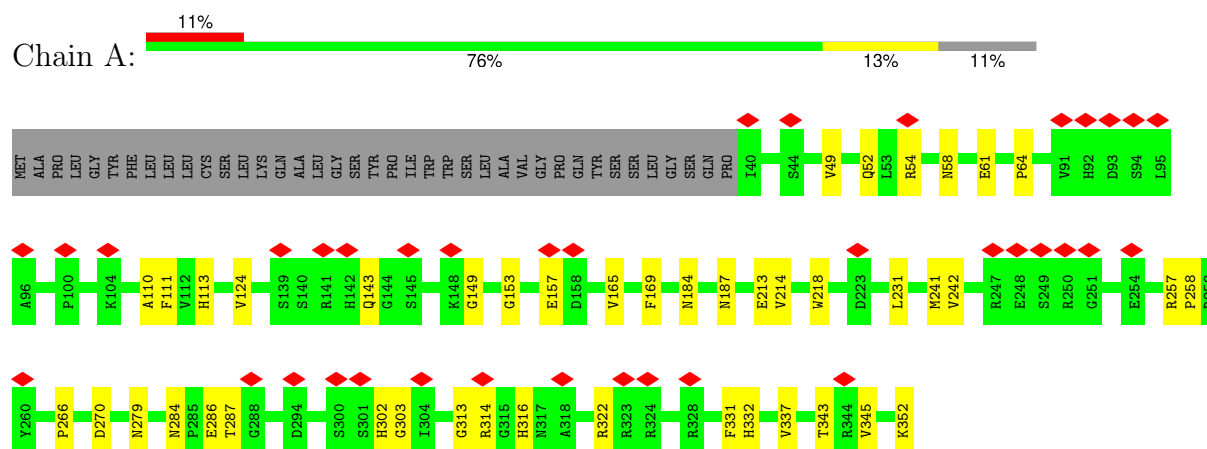 11%
Chain A:
76% 13% 11%
MET ALA PRO LEU GLY TYR PHE LEU LEU LEU CYS SER LEU LYS GLN ALA LEU GLY SER TYR PRO ILE TRP TRP SER LEU ALA VAL GLY PRO GLN TYR SER SER LEU GLY SER GLN PRO I40 S44 V49 Q52 L53 R54 N58 E61 P64 V91 H92 D93 S94 L95
A96 P100 K104 A110 F111 V112 H113 V124 S139 S140 R141 H142 Q143 G144 S145 K148 G149 G153 E157 D158 V165 F169 N184 N187 E213 V214 W218 D223 L231 M241 V242 R247 E248 S249 R250 G251 E254 R257 P258
Y260 P266 D270 N279 N284 P285 E286 T287 G288 D294 S300 S301 H302 G303 I304 G313 R314 G315 H316 N317 A318 R322 R323 R324 R328 F331 H332 V337 T343 R344 V345 K352